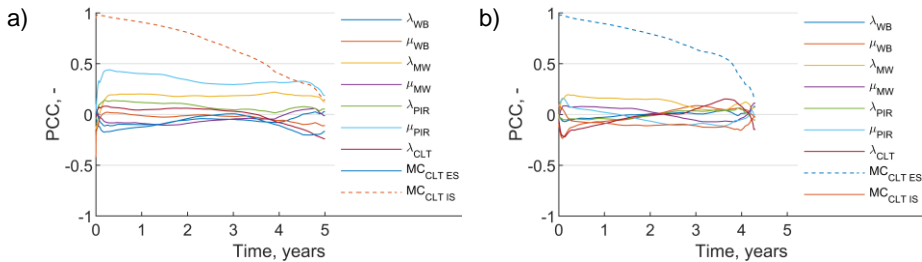 a)
1
0.5
0
-0.5
-1
PCC, -
0 1 2 3 4 5
Time, years
λWB
μWB
λMW
μMW
λPIR
μPIR
λCLT
MCCLT ES
MCCLT IS
b)
1
0.5
0
-0.5
-1
PCC, -
0 1 2 3 4 5
Time, years
λWB
μWB
λMW
μMW
λPIR
μPIR
λCLT
MCCLT ES
MCCLT IS